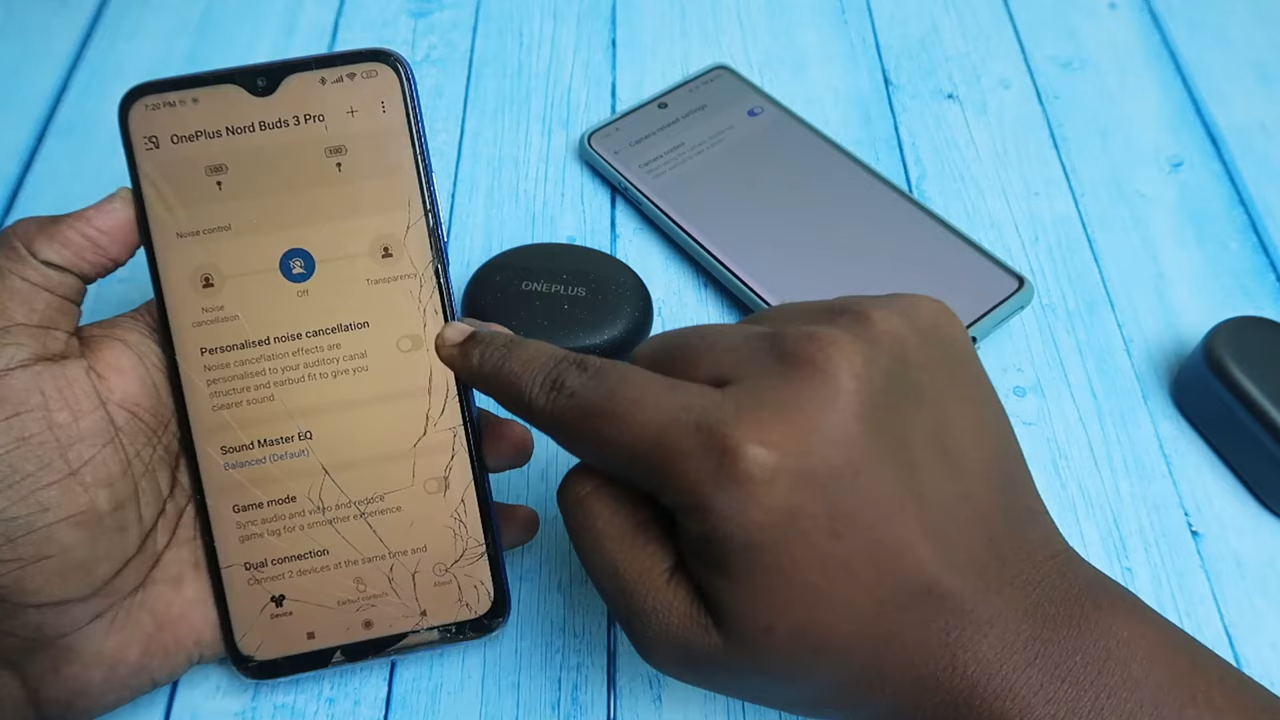 7:20 PM
OnePlus Nord Buds 3 Pro
100
100
Noise control
Noise
cancellation
Off
Transparency
Personalised noise cancellation
Noise cancellation effects are
personalised to your auditory canal
structure and earbud fit to give you
clearer sound.
Sound Master EQ
Balanced (Default)
Game mode
Sync audio and video and reduce
game lag for a smoother experience.
Dual connection
Connect 2 devices at the same time and
Device
Earbud controls
About
ONEPLUS
Camera related settings